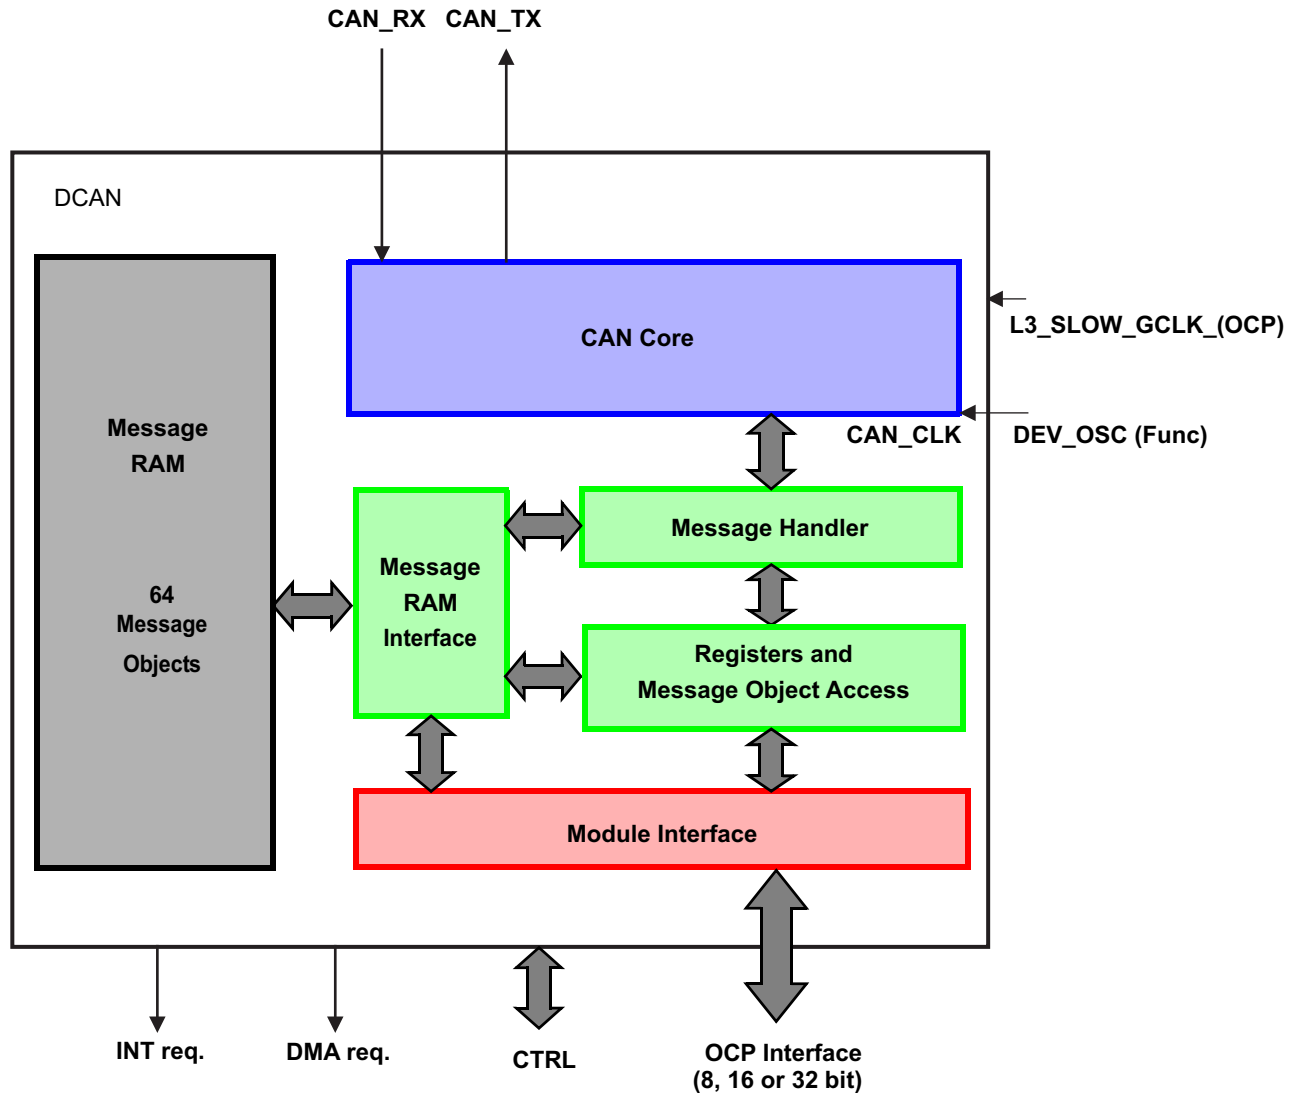 CAN_RX CAN_TX
DCAN
CAN Core
L3_SLOW_GCLK_(OCP)
CAN_CLK
DEV_OSC (Func)
Message
RAM
64
Message
Objects
Message Handler
Message
RAM
Interface
Registers and
Message Object Access
Module Interface
INT req.
DMA req.
CTRL
OCP Interface
(8, 16 or 32 bit)